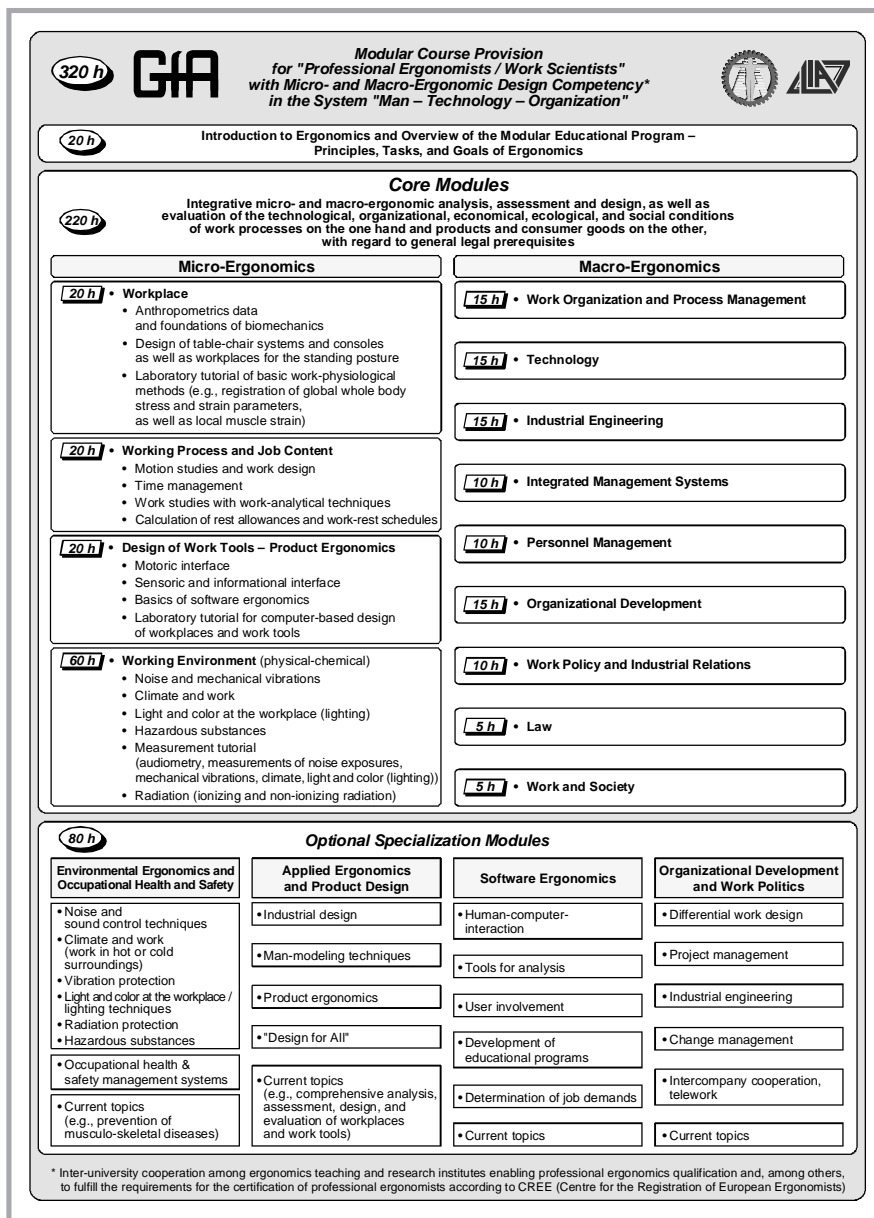 320 h
GfA
Modular Course Provision
for "Professional Ergonomists / Work Scientists"
with Micro- and Macro-Ergonomic Design Competency*
in the System "Man – Technology – Organization"
20 h
Introduction to Ergonomics and Overview of the Modular Educational Program –
Principles, Tasks, and Goals of Ergonomics
Core Modules
220 h
Integrative micro- and macro-ergonomic analysis, assessment and design, as well as
evaluation of the technological, organizational, economical, ecological, and social conditions
of work processes on the one hand and products and consumer goods on the other,
with regard to general legal prerequisites
Micro-Ergonomics
20 h • Workplace
• Anthropometrics data
and foundations of biomechanics
• Design of table-chair systems and consoles
as well as workplaces for the standing posture
• Laboratory tutorial of basic work-physiological
methods (e.g., registration of global whole body
stress and strain parameters,
as well as local muscle strain)
20 h • Working Process and Job Content
• Motion studies and work design
• Time management
• Work studies with work-analytical techniques
• Calculation of rest allowances and work-rest schedules
20 h • Design of Work Tools – Product Ergonomics
• Motoric interface
• Sensoric and informational interface
• Basics of software ergonomics
• Laboratory tutorial for computer-based design
of workplaces and work tools
60 h • Working Environment (physical-chemical)
• Noise and mechanical vibrations
• Climate and work
• Light and color at the workplace (lighting)
• Hazardous substances
• Measurement tutorial
(audiometry, measurements of noise exposures,
mechanical vibrations, climate, light and color (lighting))
• Radiation (ionizing and non-ionizing radiation)
Macro-Ergonomics
15 h • Work Organization and Process Management
15 h • Technology
15 h • Industrial Engineering
10 h • Integrated Management Systems
10 h • Personnel Management
15 h • Organizational Development
10 h • Work Policy and Industrial Relations
5 h • Law
5 h • Work and Society
80 h
Optional Specialization Modules
Environmental Ergonomics and
Occupational Health and Safety
• Noise and
sound control techniques
• Climate and work
(work in hot or cold
surroundings)
• Vibration protection
• Light and color at the workplace /
lighting techniques
• Radiation protection
• Hazardous substances
• Occupational health &
safety management systems
• Current topics
(e.g., prevention of
musculo-skeletal diseases)
Applied Ergonomics
and Product Design
• Industrial design
• Man-modeling techniques
• Product ergonomics
• "Design for All"
• Current topics
(e.g., comprehensive analysis,
assessment, design, and
evaluation of workplaces
and work tools)
Software Ergonomics
• Human-computer-
interaction
• Tools for analysis
• User involvement
• Development of
educational programs
• Determination of job demands
• Current topics
Organizational Development
and Work Politics
• Differential work design
• Project management
• Industrial engineering
• Change management
• Intercompany cooperation,
telework
• Current topics
* Inter-university cooperation among ergonomics teaching and research institutes enabling professional ergonomics qualification and, among others,
to fulfill the requirements for the certification of professional ergonomists according to CREE (Centre for the Registration of European Ergonomists)